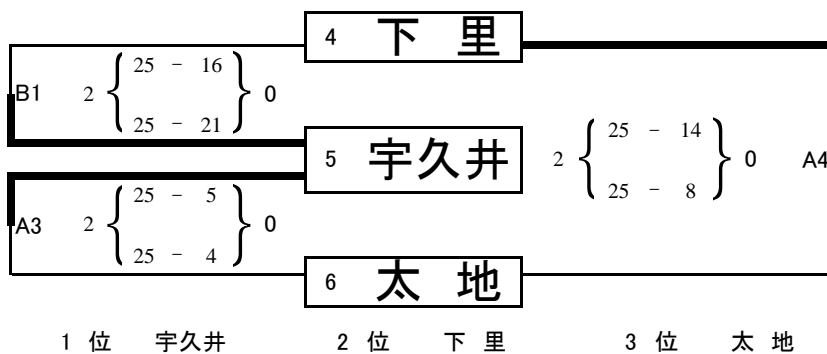 4 下 里
25 - 16
B1 2 0
25 - 21
5 宇久井
25 - 14
2 0 A4
25 - 8
25 - 5
A3 2 0
25 - 4
6 太 地
1 位 宇久井 2 位 下 里 3 位 太 地